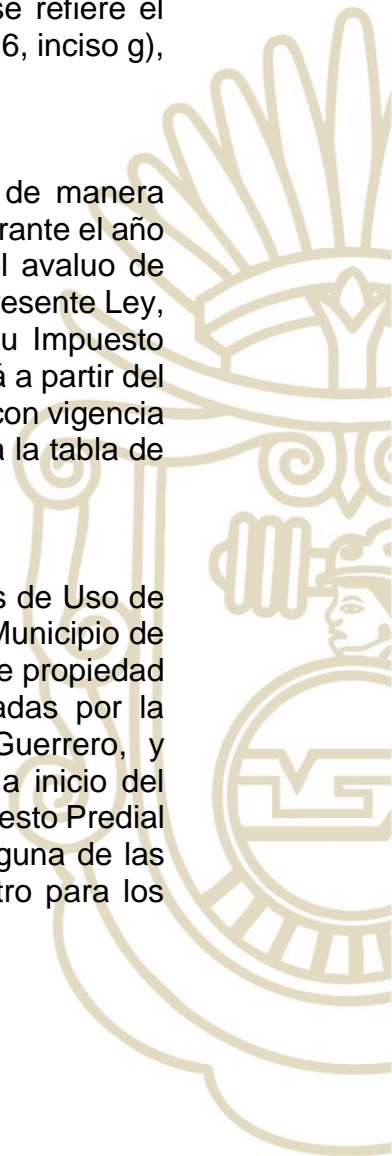 se refiere el
6, inciso g),
de manera
rante el año
l avaluo de
resente Ley,
u Impuesto
á a partir del
con vigencia
a la tabla de
s de Uso de
Municipio de
e propiedad
adas por la
Guerrero, y
a inicio del
esto Predial
guna de las
tro para los